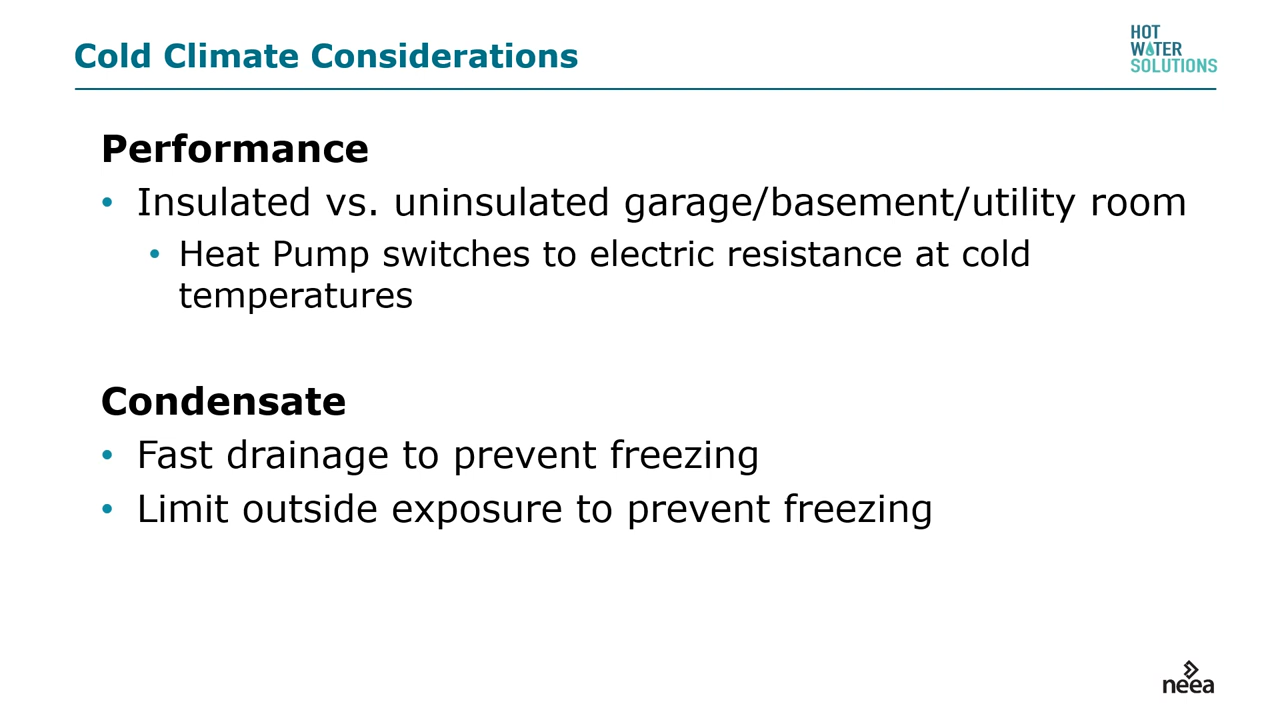 Cold Climate Considerations
HOT
WATER
SOLUTIONS
Performance
• Insulated vs. uninsulated garage/basement/utility room
• Heat Pump switches to electric resistance at cold
temperatures
Condensate
• Fast drainage to prevent freezing
• Limit outside exposure to prevent freezing
neea